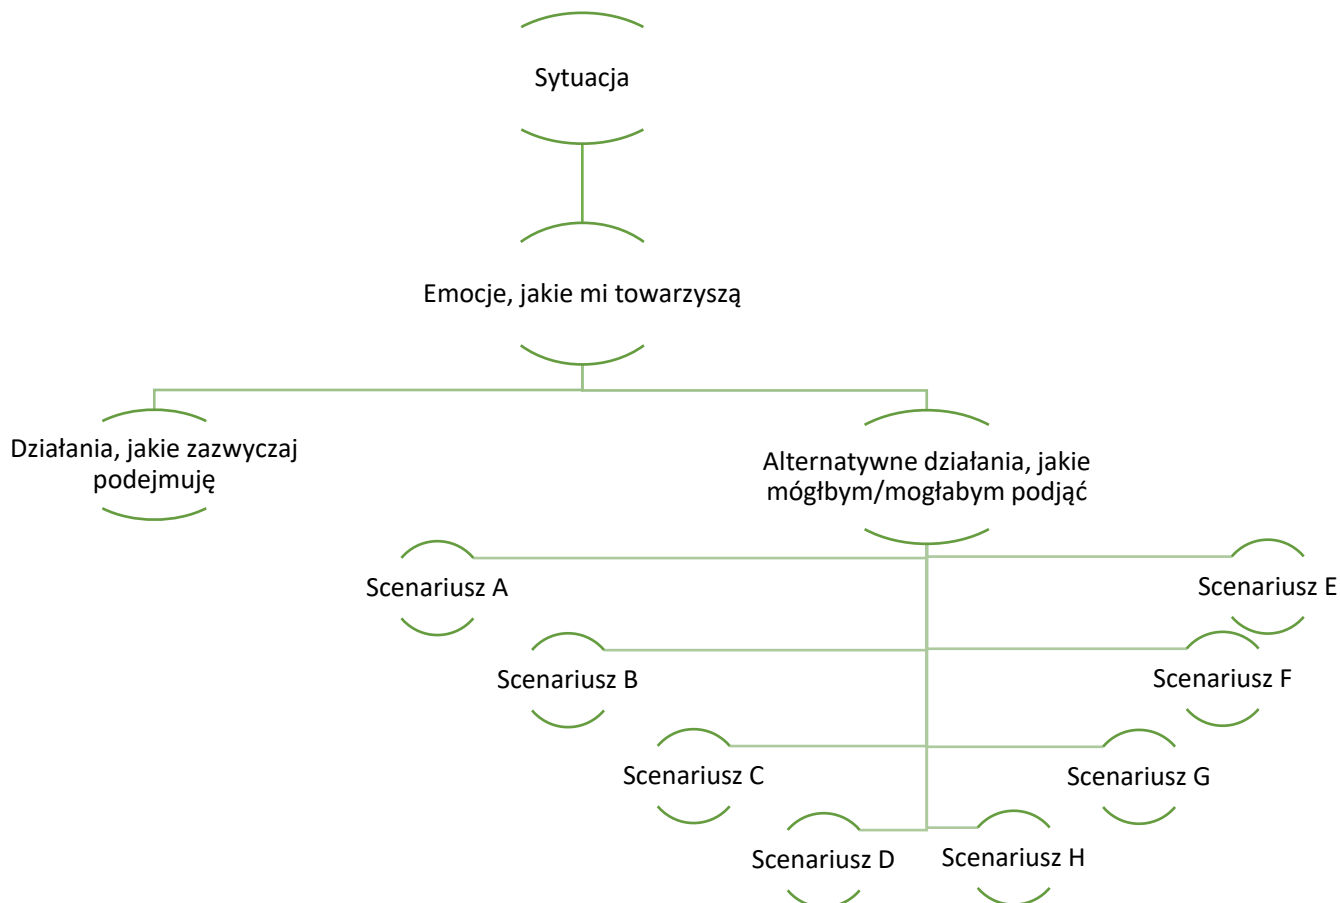 Sytuacja
Emocje, jakie mi towarzyszą
Działania, jakie zazwyczaj
podejmuję
Alternatywne działania, jakie
mógłbym/mogłabym podjąć
Scenariusz A
Scenariusz E
Scenariusz B
Scenariusz F
Scenariusz C
Scenariusz G
Scenariusz D
Scenariusz H